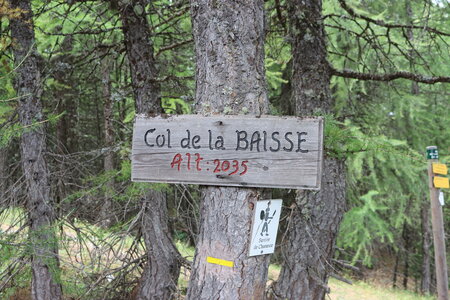 Col de la BAISSE
Alt: 2035